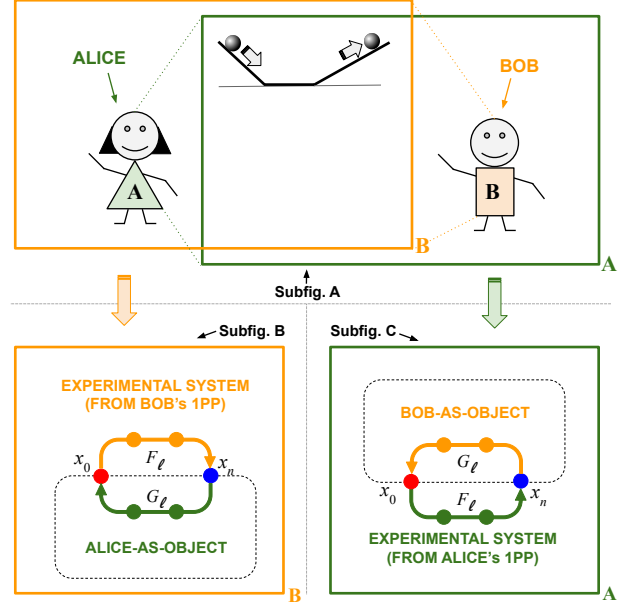 ALICE
BOB
A
B
B
A
Subfig. A
Subfig. B
Subfig. C
EXPERIMENTAL SYSTEM
(FROM BOB's 1PP)
x0
Fℓ
xn
Gℓ
ALICE-AS-OBJECT
B
BOB-AS-OBJECT
Gℓ
x0
Fℓ
xn
EXPERIMENTAL SYSTEM
(FROM ALICE's 1PP)
A